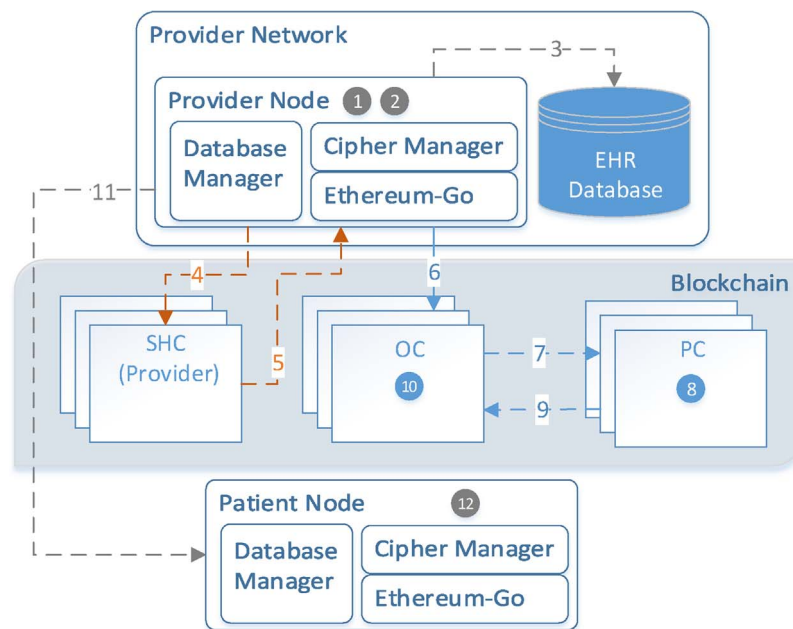 Provider Network
3
Provider Node 1 2
Database
Manager
Cipher Manager
Ethereum-Go
EHR
Database
11
4
6
Blockchain
SHC
(Provider)
5
OC
10
7
9
PC
8
Patient Node 12
Database
Manager
Cipher Manager
Ethereum-Go